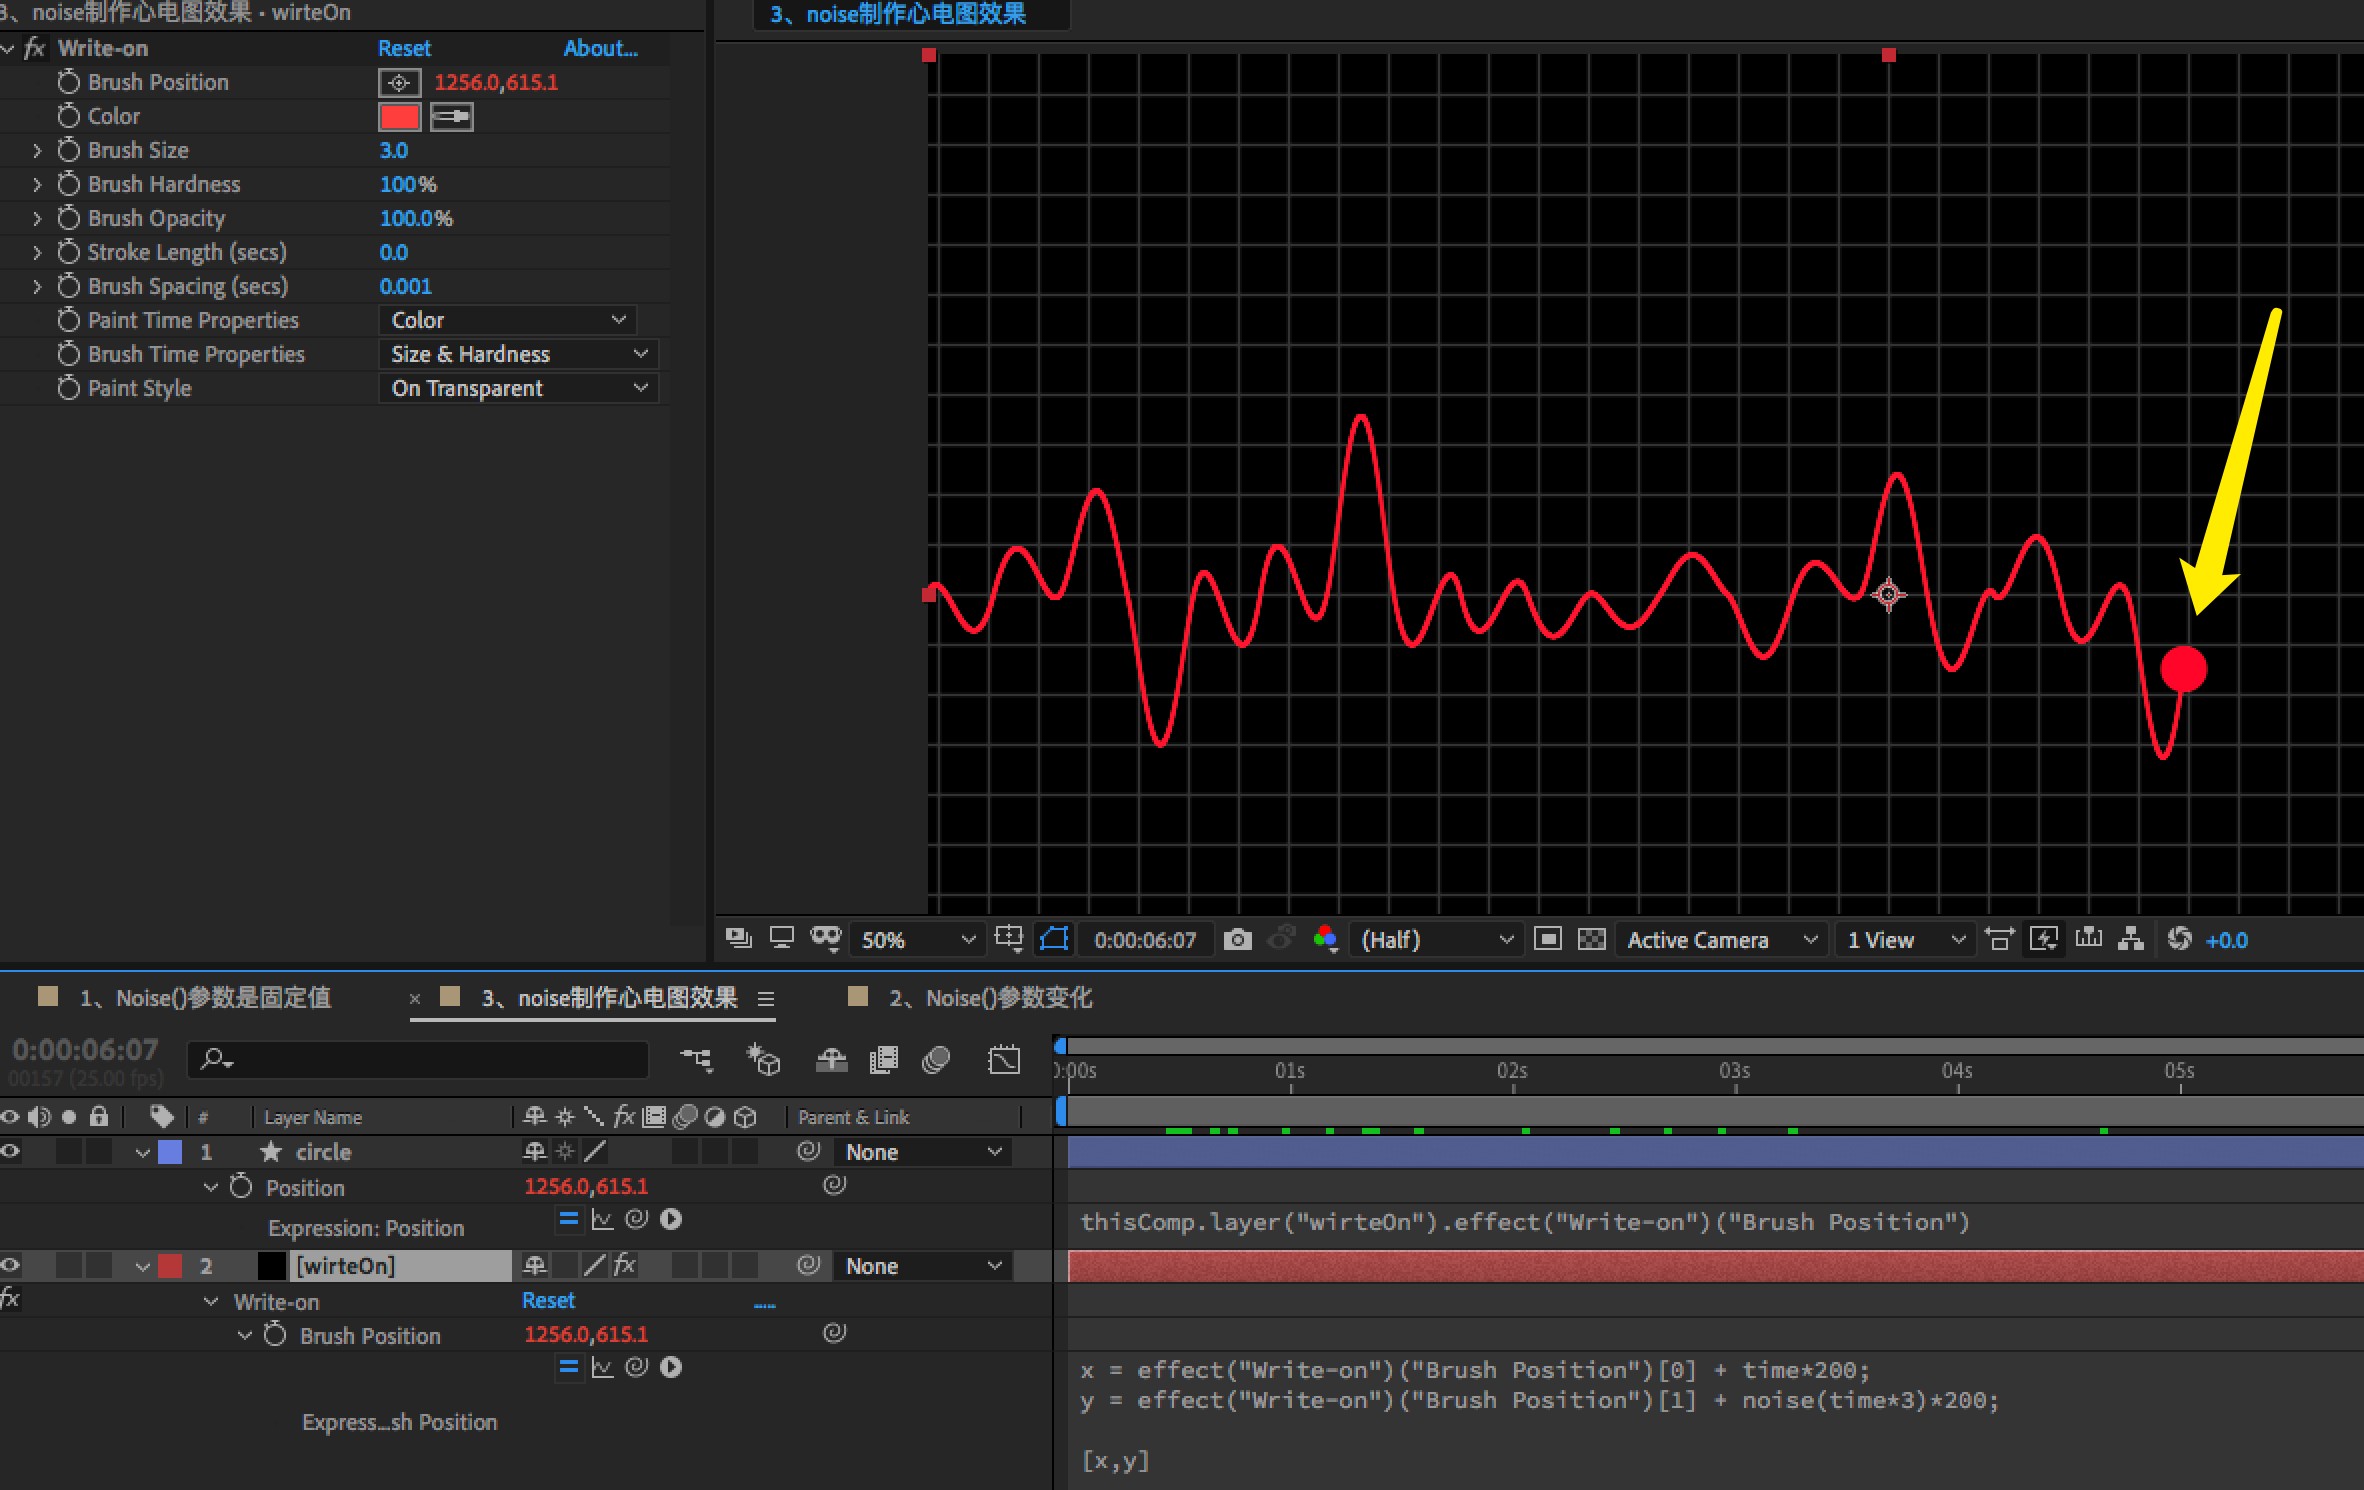 3、noise制作心电图效果 · wirteOn
fx Write-on Reset About...
Brush Position 1256.0,615.1
Color
Brush Size 3.0
Brush Hardness 100%
Brush Opacity 100.0%
Stroke Length (secs) 0.0
Brush Spacing (secs) 0.001
Paint Time Properties Color
Brush Time Properties Size & Hardness
Paint Style On Transparent
3、noise制作心电图效果
50% 0:00:06:07 (Half) Active Camera 1 View +0.0
1、Noise()参数是固定值 × 3、noise制作心电图效果 2、Noise()参数变化
0:00:06:07
00157 (25.00 fps)
0:00s 01s 02s 03s 04s 05s
# Layer Name fx Parent & Link
1 circle None
Position 1256.0,615.1
Expression: Position
thisComp.layer("wirteOn").effect("Write-on")("Brush Position")
2 [wirteOn] fx None
fx Write-on Reset .....
Brush Position 1256.0,615.1
Express...sh Position
x = effect("Write-on")("Brush Position")[0] + time*200;
y = effect("Write-on")("Brush Position")[1] + noise(time*3)*200;
[x,y]